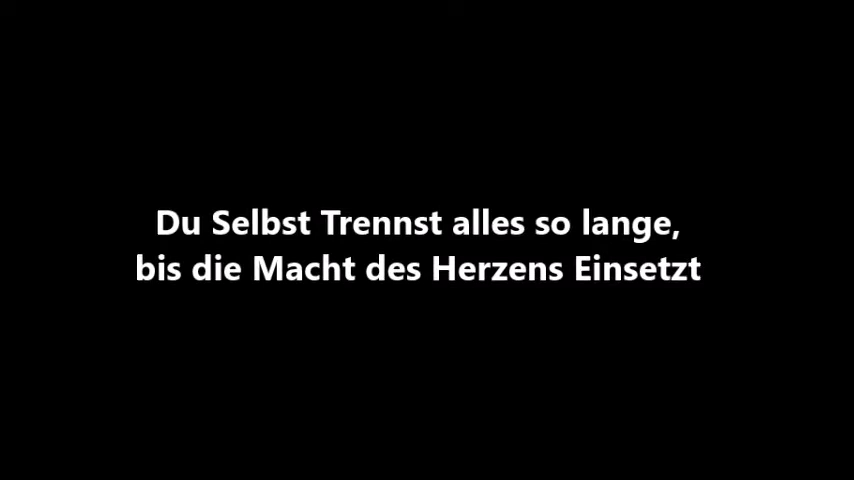 Du Selbst Trennst alles so lange,
bis die Macht des Herzens Einsetzt